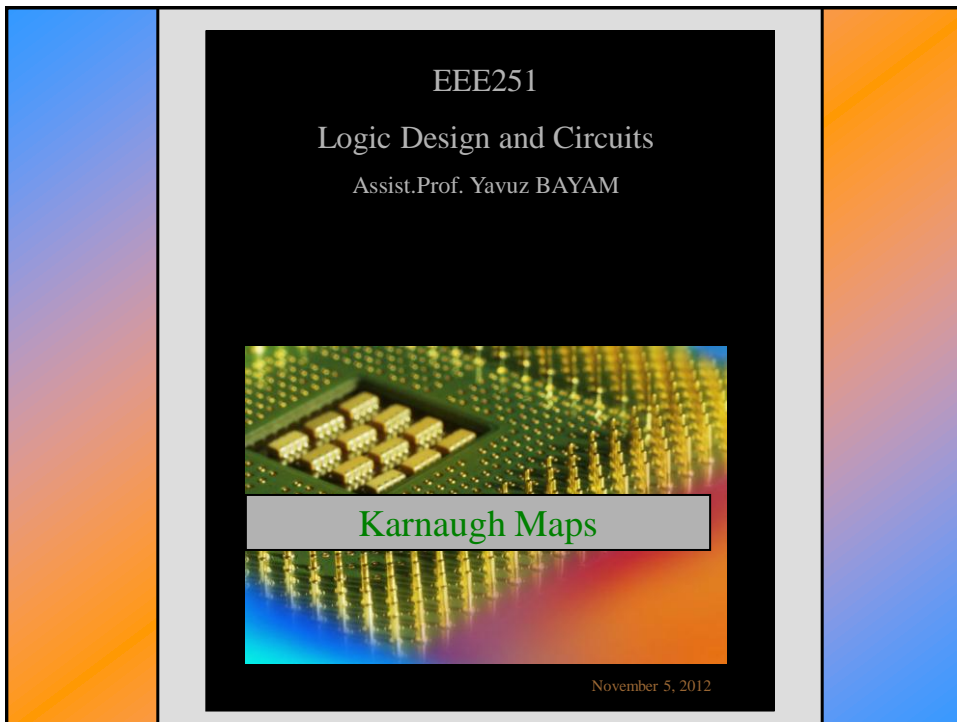 EEE251
Logic Design and Circuits
Assist.Prof. Yavuz BAYAM
Karnaugh Maps
November 5, 2012